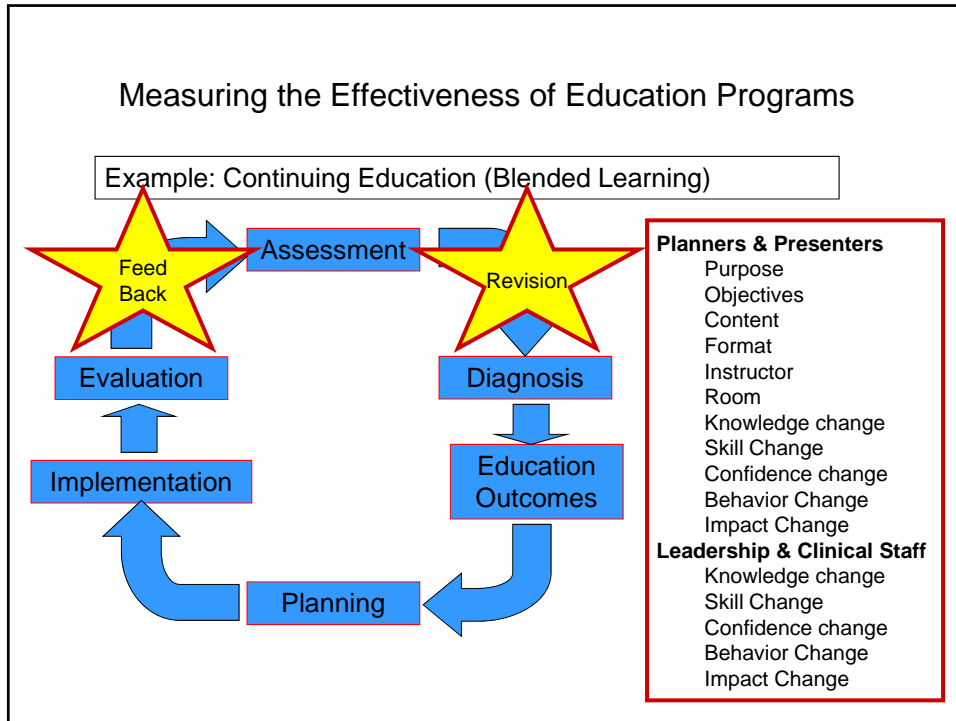 Measuring the Effectiveness of Education Programs
Example: Continuing Education (Blended Learning)
Feed
Back
Assessment
Revision
Evaluation
Diagnosis
Implementation
Education
Outcomes
Planning
Planners & Presenters
Purpose
Objectives
Content
Format
Instructor
Room
Knowledge change
Skill Change
Confidence change
Behavior Change
Impact Change
Leadership & Clinical Staff
Knowledge change
Skill Change
Confidence change
Behavior Change
Impact Change